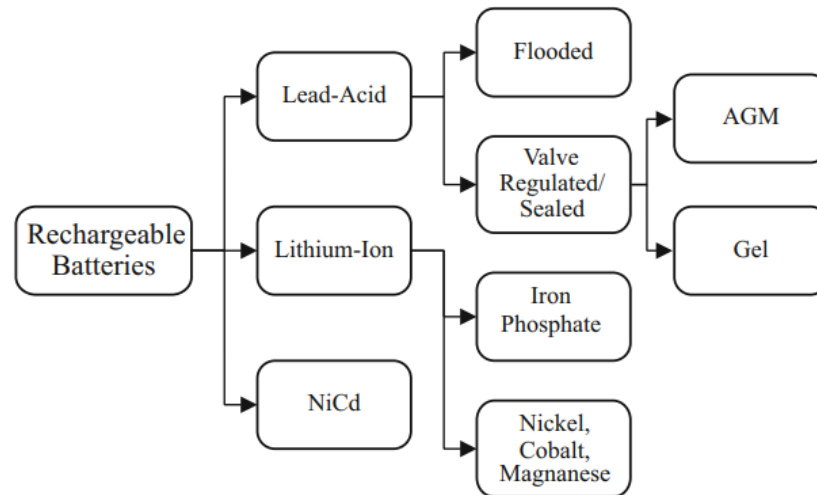 Rechargeable
Batteries
Lead-Acid
Lithium-Ion
NiCd
Flooded
Valve
Regulated/
Sealed
Iron
Phosphate
Nickel,
Cobalt,
Magnanese
AGM
Gel